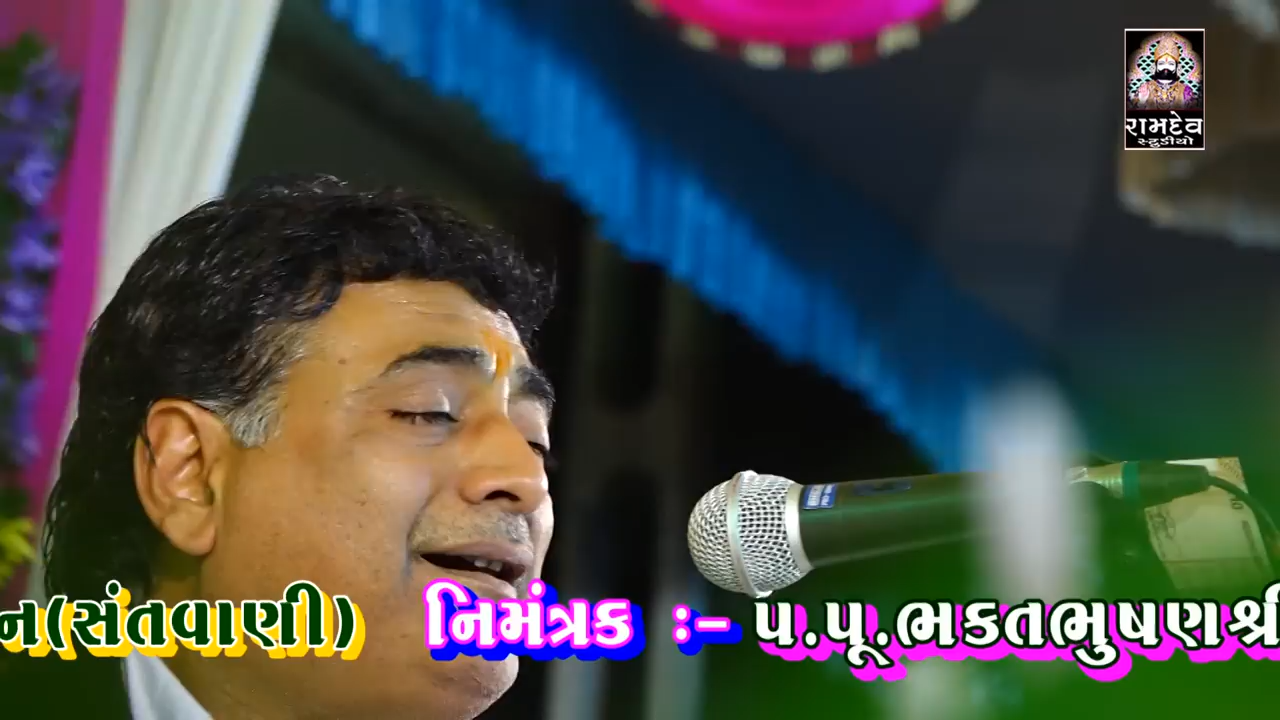 રામદેવ
સ્ટુડીયો
ન(સંતવાણી) નિમંત્રક :- પ.પૂ.ભકતભુષણશ્રી